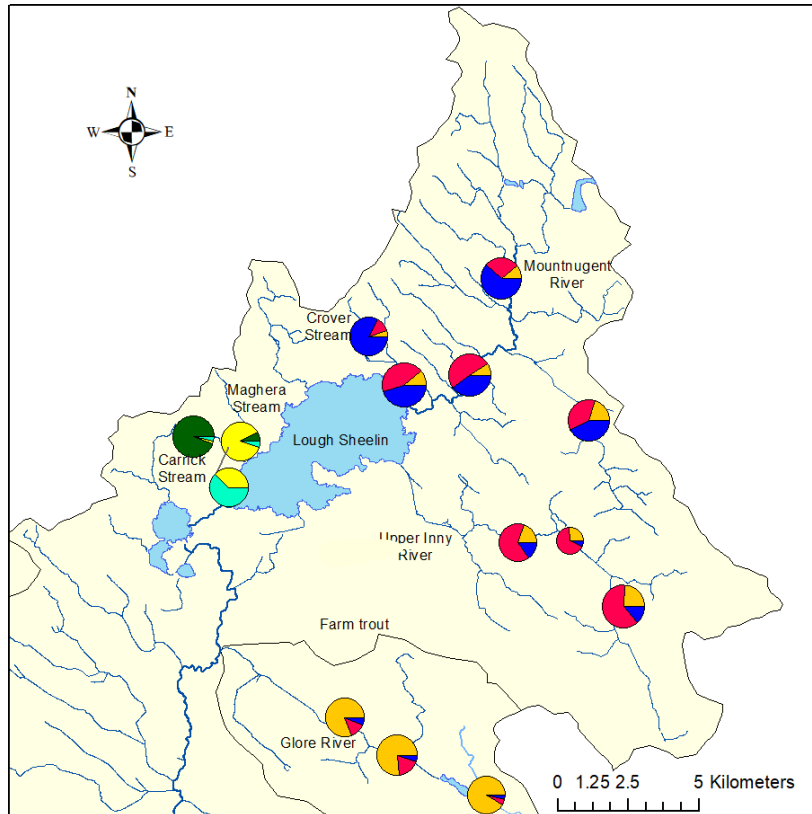 N
W E
S
Mountnugent
River
Crover
Stream
Maghera
Stream
Lough Sheelin
Carrick
Stream
Upper Inny
River
Farm trout
Glore River
0 1.25 2.5 5 Kilometers